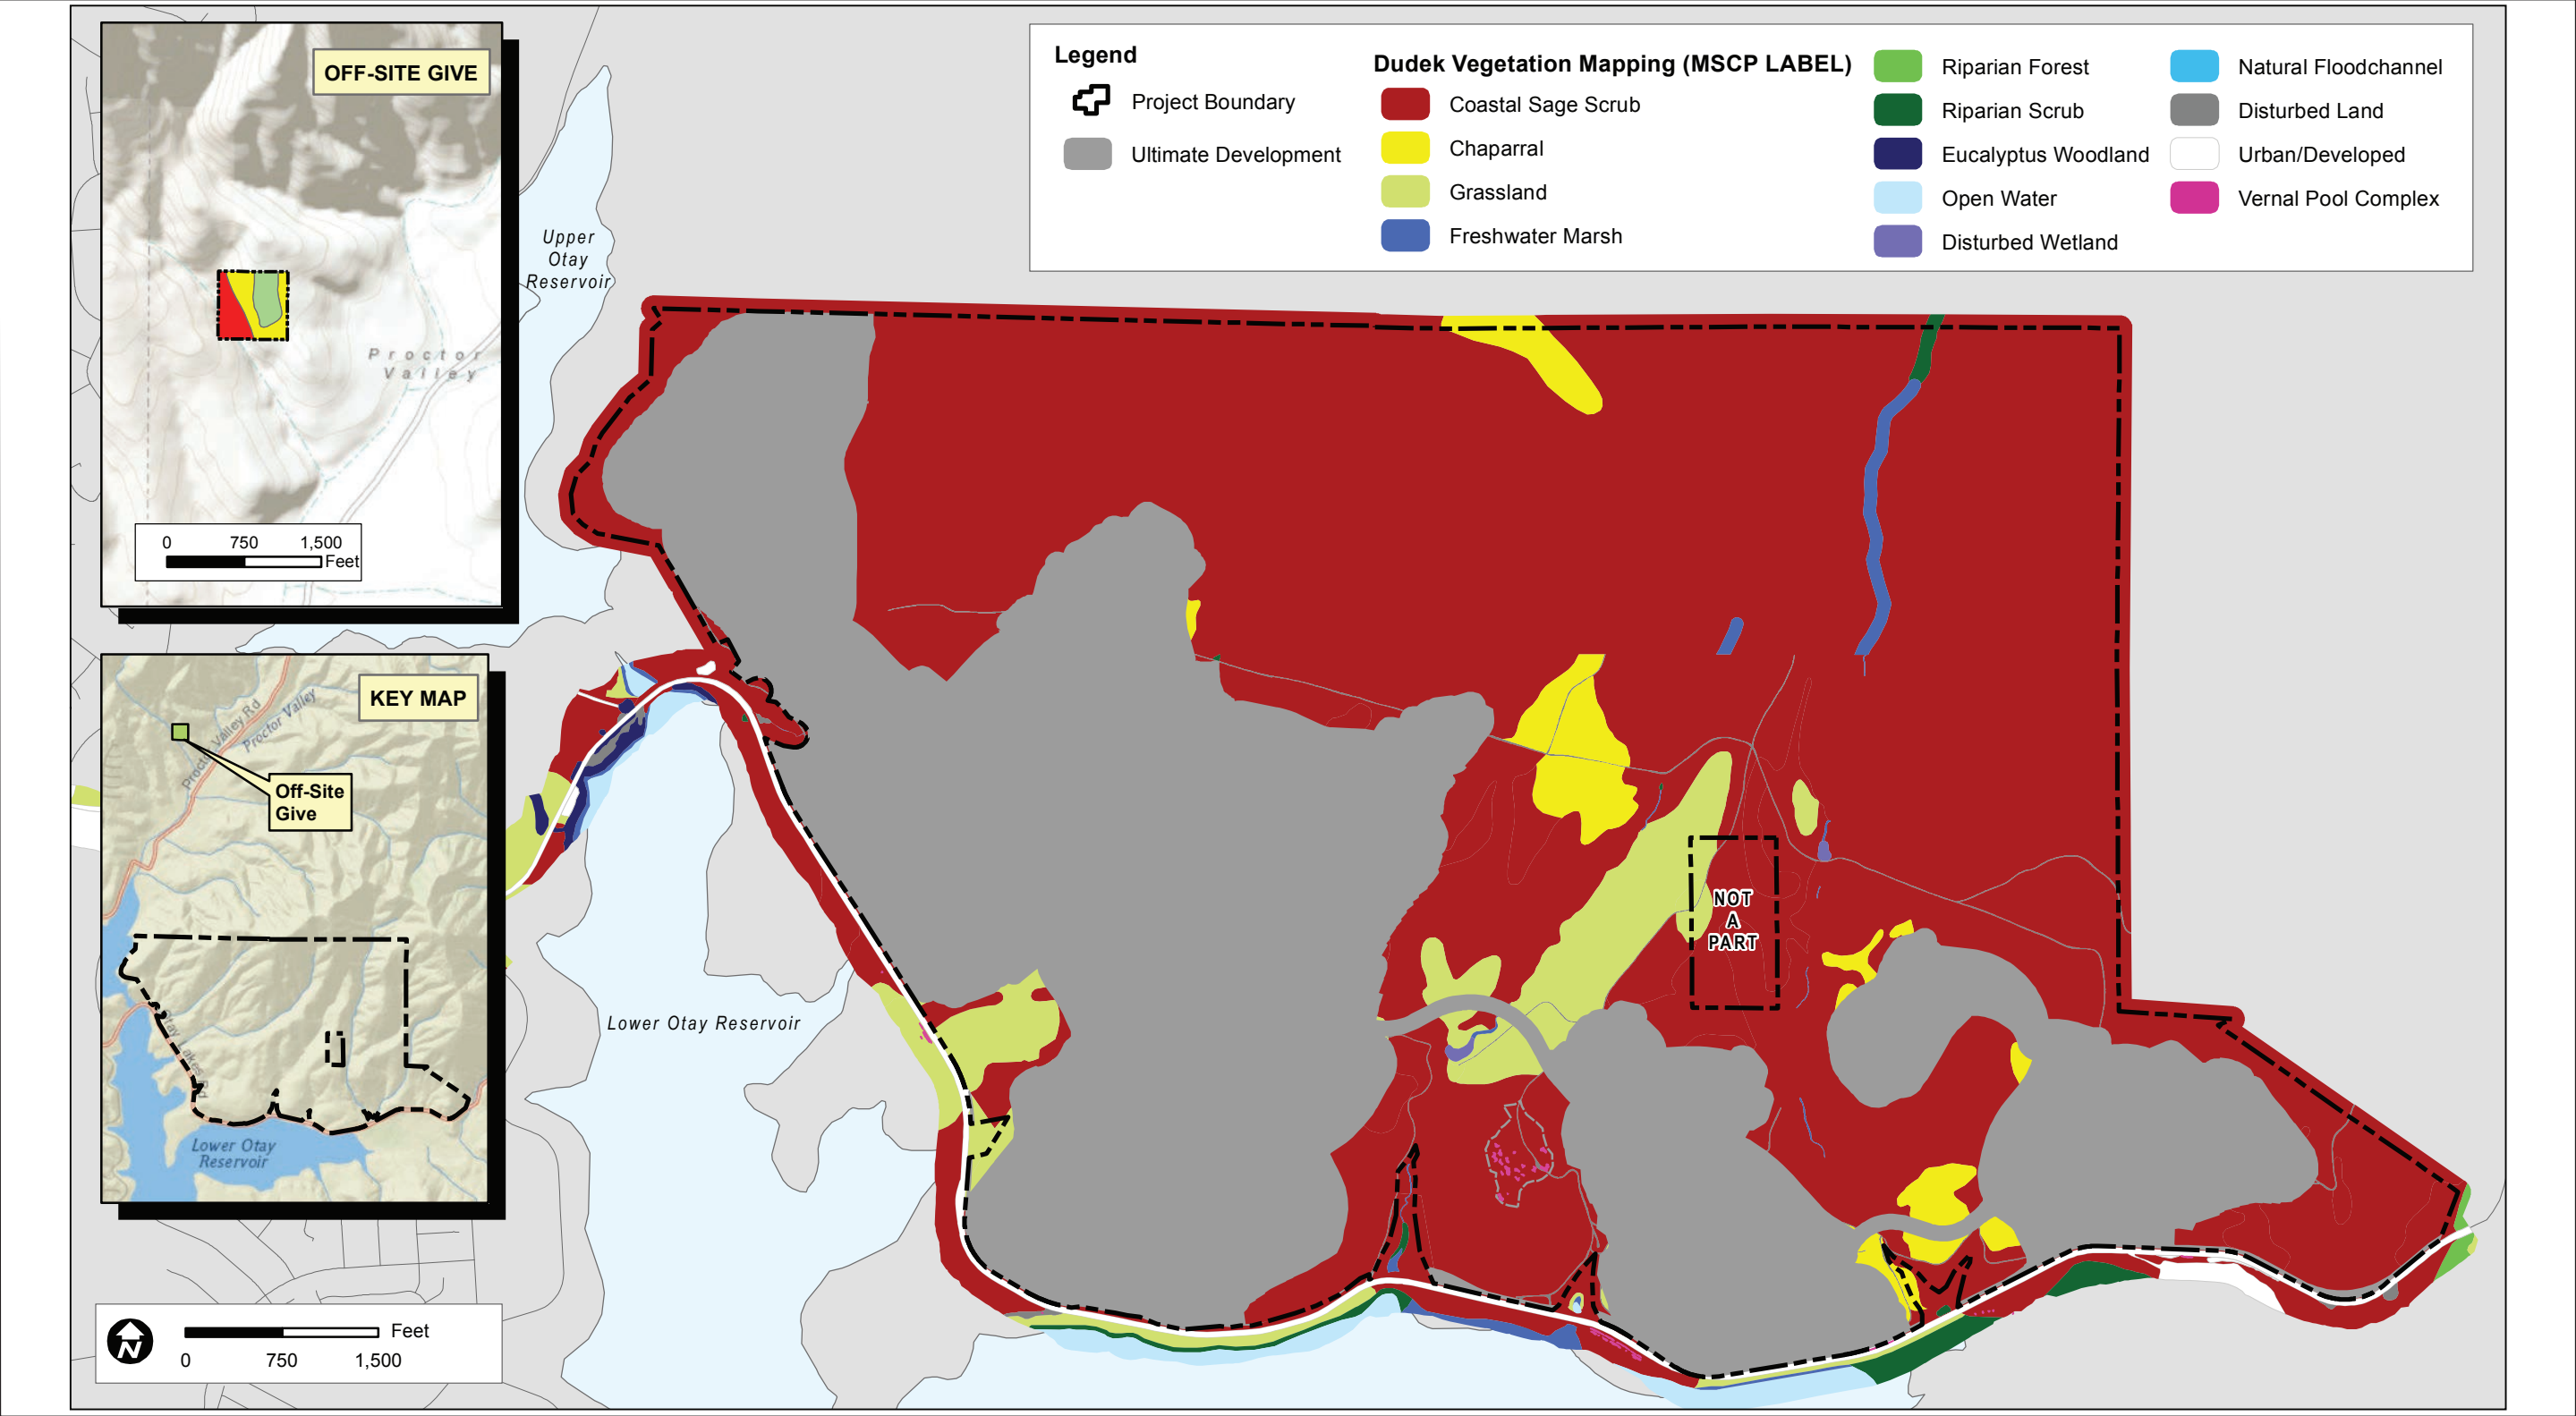 OFF-SITE GIVE
Proctor
Valley
0 750 1,500
Feet
KEY MAP
Proctor Valley Rd
Proctor Valley
Off-Site
Give
Otay Lakes Rd
Lower Otay
Reservoir
Feet
0 750 1,500
N
Upper
Otay
Reservoir
Lower Otay Reservoir
NOT
A
PART
Legend
Project Boundary
Ultimate Development
Dudek Vegetation Mapping (MSCP LABEL)
Coastal Sage Scrub
Chaparral
Grassland
Freshwater Marsh
Riparian Forest
Riparian Scrub
Eucalyptus Woodland
Open Water
Disturbed Wetland
Natural Floodchannel
Disturbed Land
Urban/Developed
Vernal Pool Complex